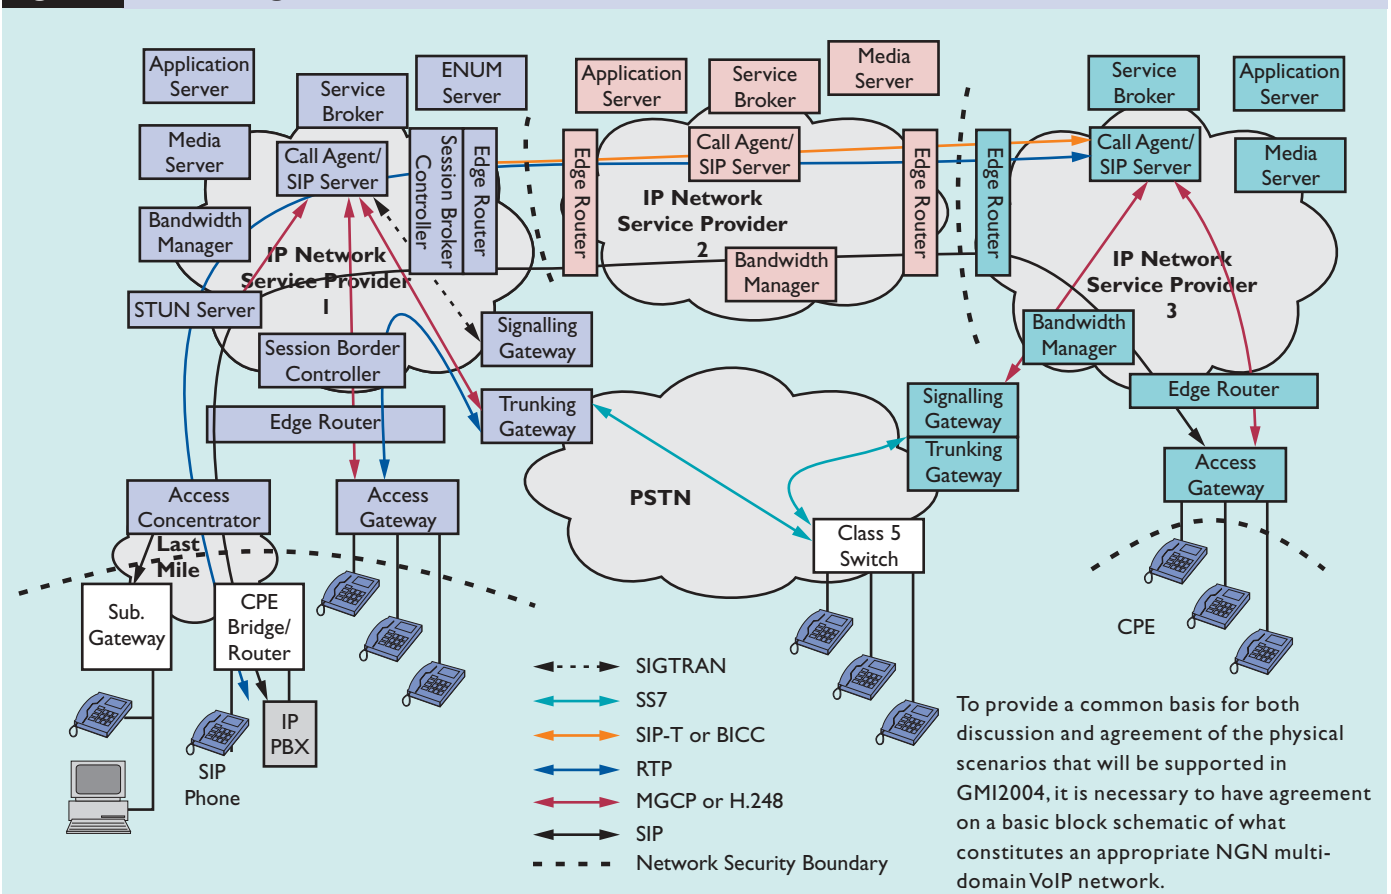 Application
Server
Service
Broker
ENUM
Server
Media
Server
Call Agent/
SIP Server
Session Broker
Controller
Edge Router
Bandwidth
Manager
IP Network
Service Provider
1
STUN Server
Signalling
Gateway
Session Border
Controller
Edge Router
Trunking
Gateway
Access
Concentrator
Access
Gateway
Last
Mile
Sub.
Gateway
CPE
Bridge/
Router
IP
PBX
SIP
Phone
Application
Server
Service
Broker
Media
Server
Edge Router
Call Agent/
SIP Server
Edge Router
IP Network
Service Provider
2
Bandwidth
Manager
PSTN
Class 5
Switch
Service
Broker
Application
Server
Edge Router
Call Agent/
SIP Server
Media
Server
IP Network
Service Provider
3
Bandwidth
Manager
Signalling
Gateway
Trunking
Gateway
Edge Router
Access
Gateway
CPE
SIGTRAN
SS7
SIP-T or BICC
RTP
MGCP or H.248
SIP
Network Security Boundary
To provide a common basis for both
discussion and agreement of the physical
scenarios that will be supported in
GMI2004, it is necessary to have agreement
on a basic block schematic of what
constitutes an appropriate NGN multi-
domain VoIP network.